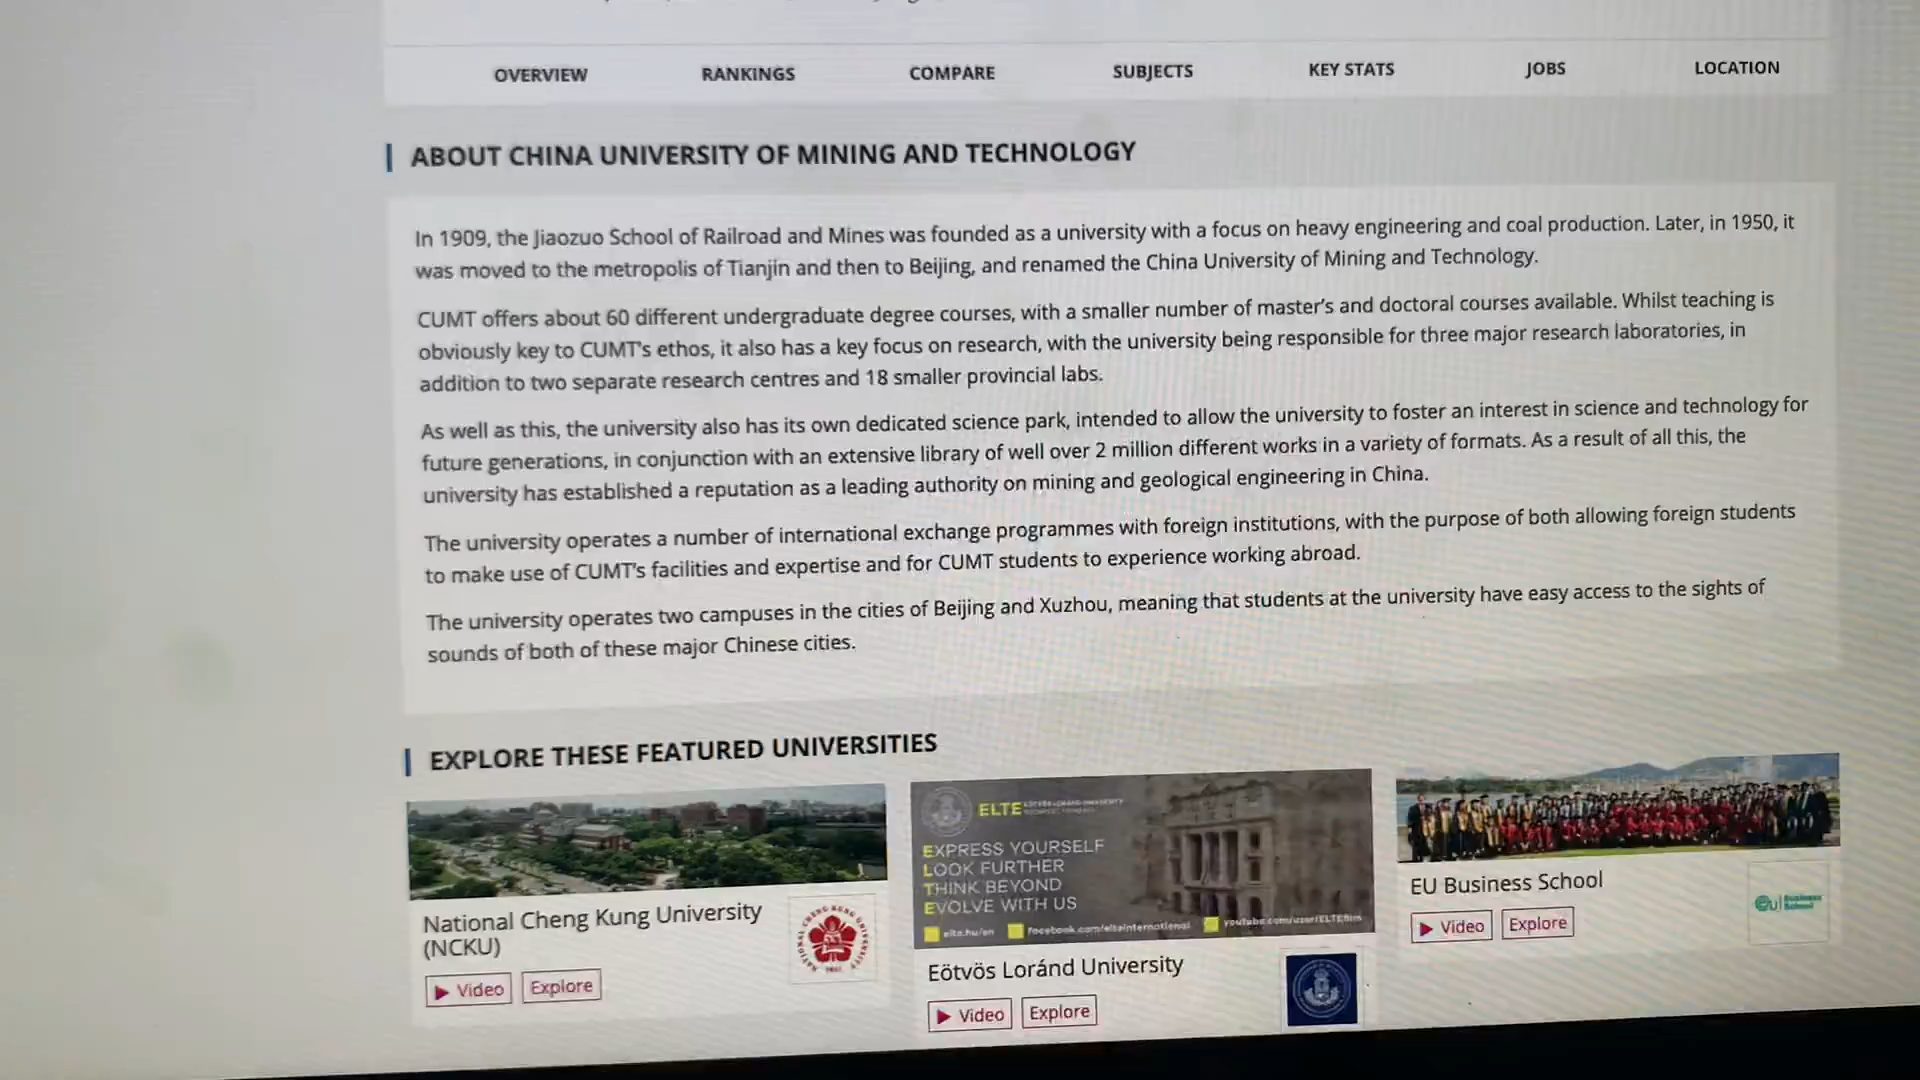 OVERVIEW RANKINGS COMPARE SUBJECTS KEY STATS JOBS LOCATION
ABOUT CHINA UNIVERSITY OF MINING AND TECHNOLOGY
In 1909, the Jiaozuo School of Railroad and Mines was founded as a university with a focus on heavy engineering and coal production. Later, in 1950, it
was moved to the metropolis of Tianjin and then to Beijing, and renamed the China University of Mining and Technology.
CUMT offers about 60 different undergraduate degree courses, with a smaller number of master's and doctoral courses available. Whilst teaching is
obviously key to CUMT's ethos, it also has a key focus on research, with the university being responsible for three major research laboratories, in
addition to two separate research centres and 18 smaller provincial labs.
As well as this, the university also has its own dedicated science park, intended to allow the university to foster an interest in science and technology for
future generations, in conjunction with an extensive library of well over 2 million different works in a variety of formats. As a result of all this, the
university has established a reputation as a leading authority on mining and geological engineering in China.
The university operates a number of international exchange programmes with foreign institutions, with the purpose of both allowing foreign students
to make use of CUMT's facilities and expertise and for CUMT students to experience working abroad.
The university operates two campuses in the cities of Beijing and Xuzhou, meaning that students at the university have easy access to the sights of
sounds of both of these major Chinese cities.
EXPLORE THESE FEATURED UNIVERSITIES
National Cheng Kung University
(NCKU)
Video Explore
ELTE
EXPRESS YOURSELF
LOOK FURTHER
THINK BEYOND
EVOLVE WITH US
elte.hu/en facebook.com/elteinternational youtube.com/user/ELTEfilm
Eötvös Loránd University
Video Explore
EU Business School
Video Explore
eu Business School